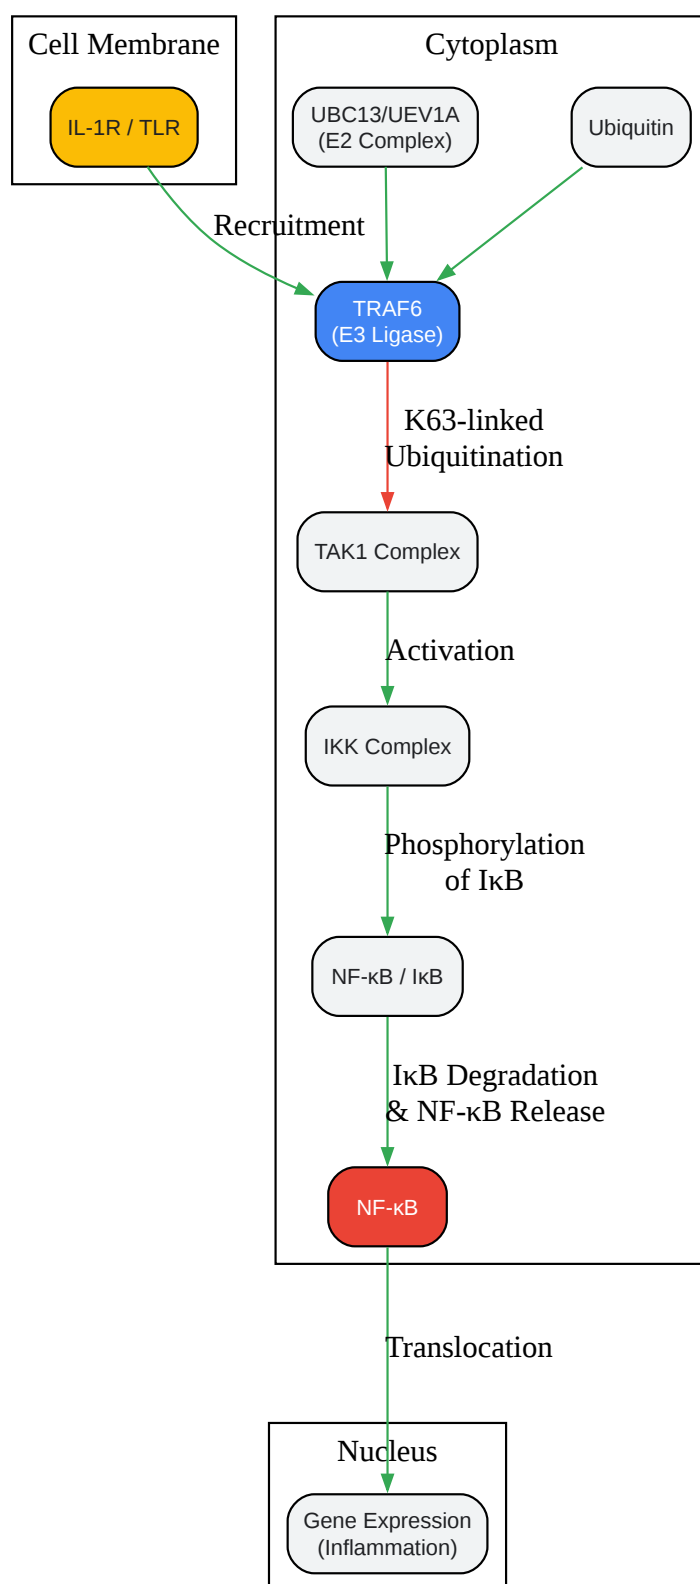 Cell Membrane
Cytoplasm
IL-1R / TLR
UBC13/UEV1A
(E2 Complex)
Ubiquitin
Recruitment
TRAF6
(E3 Ligase)
K63-linked
Ubiquitination
TAK1 Complex
Activation
IKK Complex
Phosphorylation
of IκB
NF-κB / IκB
IκB Degradation
& NF-κB Release
NF-κB
Translocation
Nucleus
Gene Expression
(Inflammation)